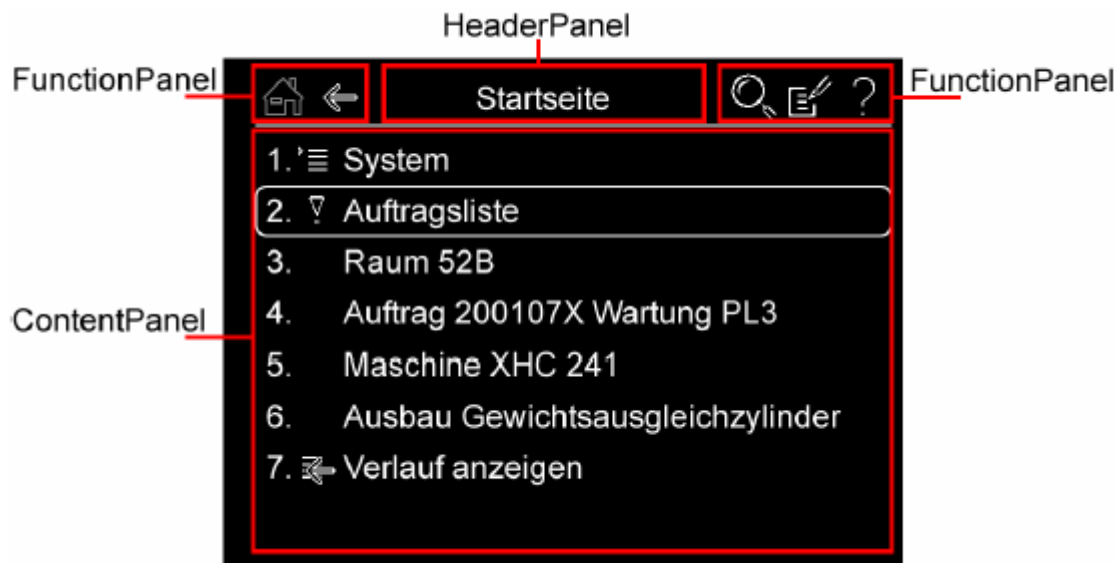 HeaderPanel
FunctionPanel
FunctionPanel
Startseite
?
1. System
2. Auftragsliste
3. Raum 52B
4. Auftrag 200107X Wartung PL3
ContentPanel
5. Maschine XHC 241
6. Ausbau Gewichtsausgleichzylinder
7. Verlauf anzeigen